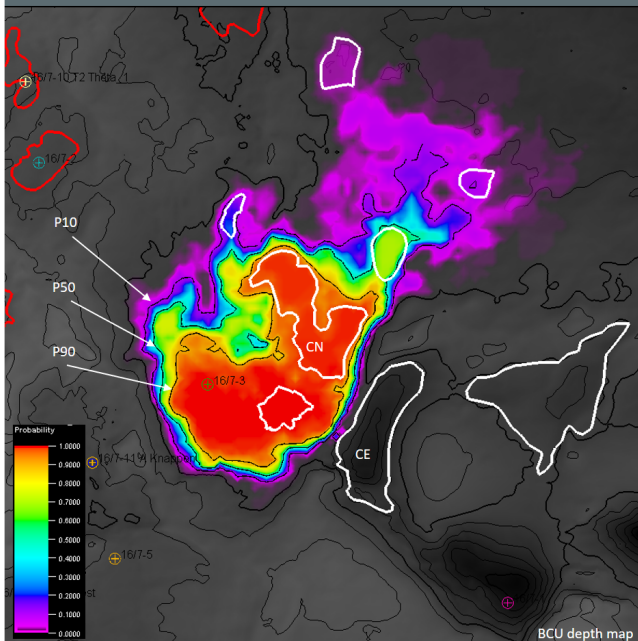 16/7-10 T2 Theta_1
16/7-2
P10
P50
P90
CN
16/7-3
CE
Probability
1.0000
0.9000
0.8000
0.7000
0.6000
0.5000
0.4000
0.3000
0.2000
0.1000
0.0000
16/7-11 A Knappen
16/7-5
BCU depth map